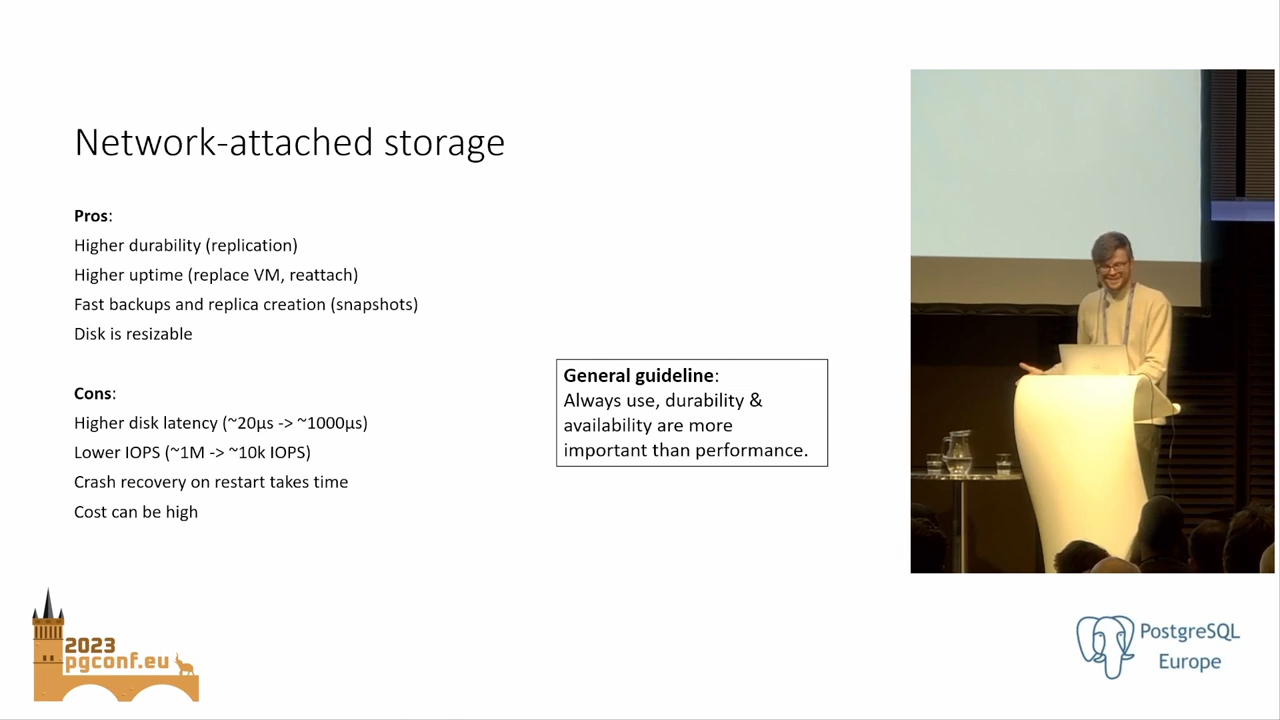 Network-attached storage
Pros:
Higher durability (replication)
Higher uptime (replace VM, reattach)
Fast backups and replica creation (snapshots)
Disk is resizable
Cons:
Higher disk latency (~20µs -> ~1000µs)
Lower IOPS (~1M -> ~10k IOPS)
Crash recovery on restart takes time
Cost can be high
General guideline:
Always use, durability &
availability are more
important than performance.
2023
pgconf.eu
PostgreSQL
Europe